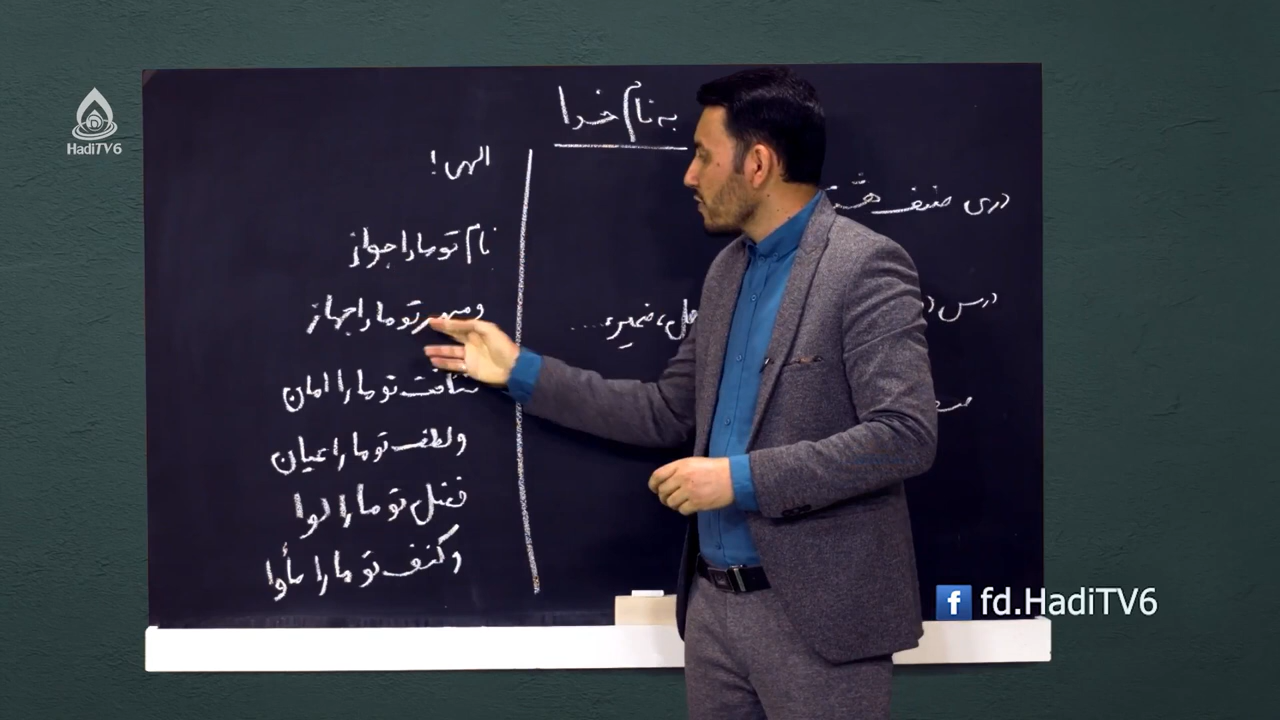 به نام خدا
دری صنف
درس
ضمیر، ...
الهی!
نام تو ما را جواز
و مهر تو ما را جهاز
تو ما را امان
و لطف تو ما را عیان
فضل تو ما را لوا
و کنف تو ما را مأوا
HadiTV6
fd.HadiTV6